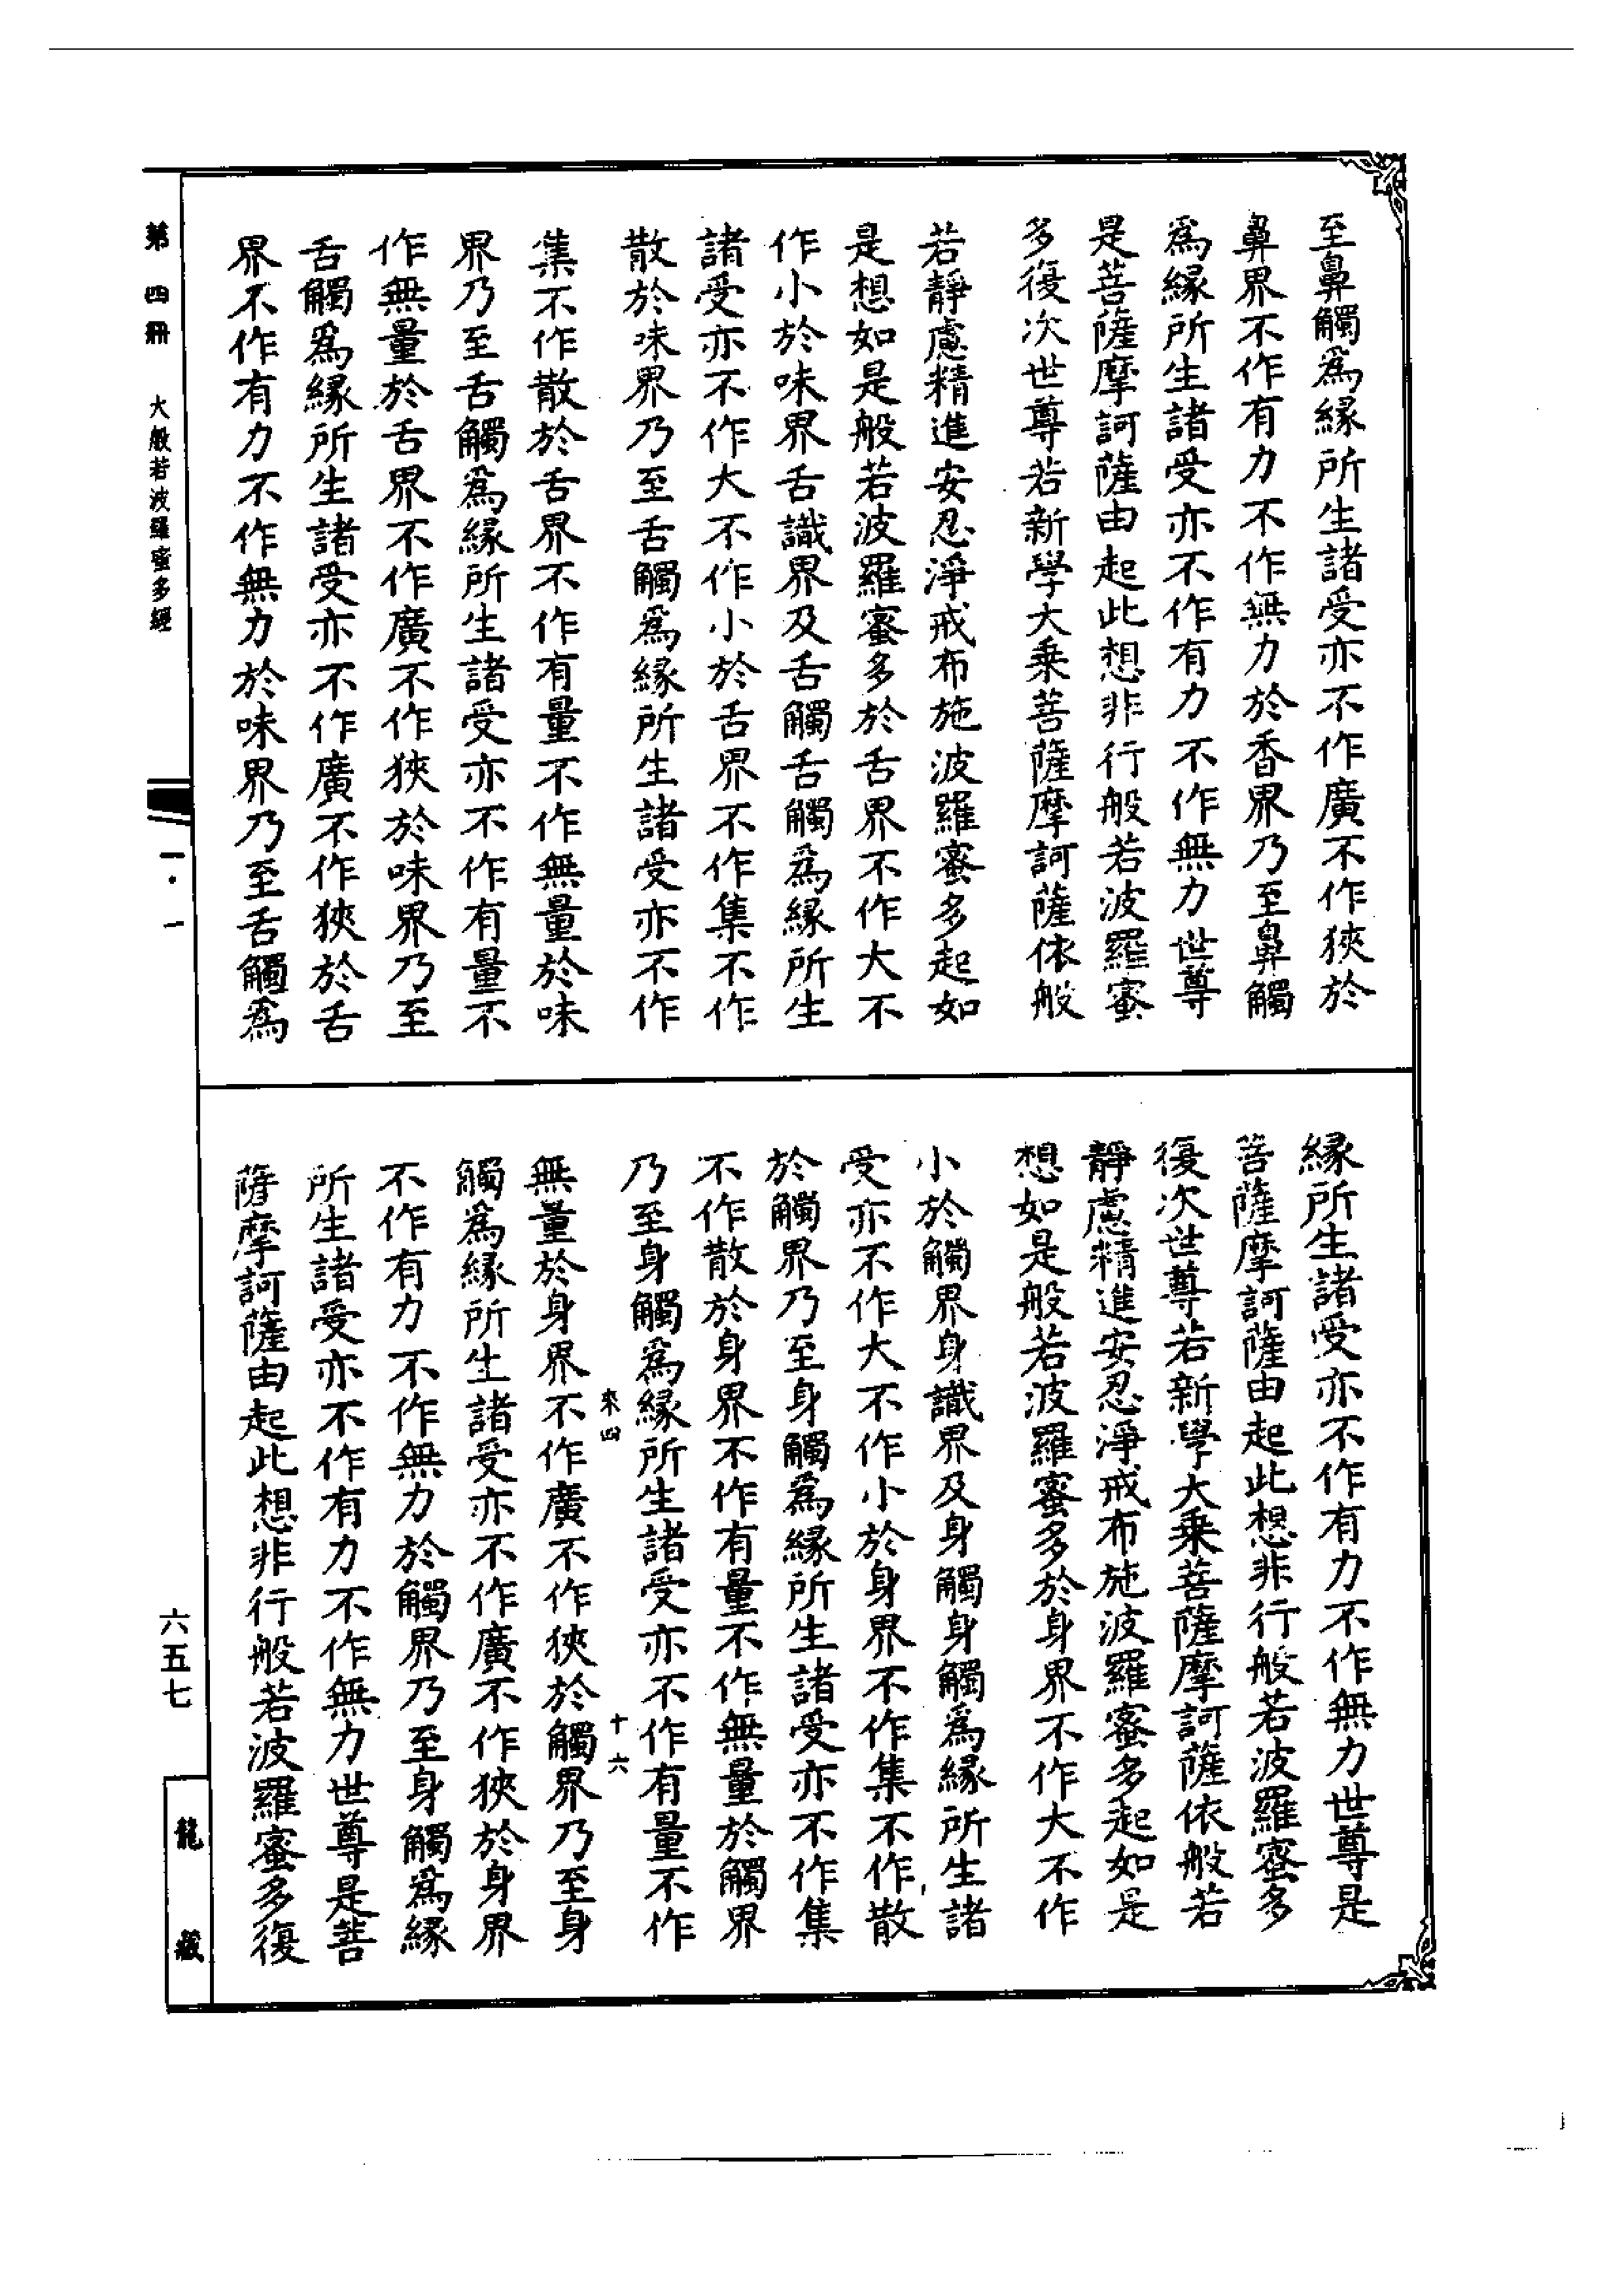 至鼻觸爲緣所生諸受亦不作廣不作狹於
鼻界不作有力不作無力於香界乃至鼻觸
爲緣所生諸受亦不作有力不作無力世尊
是菩薩摩訶薩由起此想非行般若波羅蜜
多復次世尊若新學大乘菩薩摩訶薩依般
若靜慮精進安忍淨戒布施波羅蜜多起如
是想如是般若波羅蜜多於舌界不作大不
作小於味界舌識界及舌觸舌觸爲緣所生
諸受亦不作大不作小於舌界不作集不作
散於味界乃至舌觸爲緣所生諸受亦不作
集不作散於舌界不作有量不作無量於味
界乃至舌觸爲緣所生諸受亦不作有量不
作無量於舌界不作廣不作狹於味界乃至
舌觸爲緣所生諸受亦不作廣不作狹於舌
界不作有力不作無力於味界乃至舌觸爲
緣所生諸受亦不作有力不作無力世尊是
菩薩摩訶薩由起此想非行般若波羅蜜多
復次世尊若新學大乘菩薩摩訶薩依般若
靜慮精進安忍淨戒布施波羅蜜多起如是
想如是般若波羅蜜多於身界不作大不作
小於觸界身識界及身觸身觸爲緣所生諸
受亦不作大不作小於身界不作集不作散
於觸界乃至身觸爲緣所生諸受亦不作集
不作散於身界不作有量不作無量於觸界
乃至身觸爲緣所生諸受亦不作有量不作
來四 十六
無量於身界不作廣不作狹於觸界乃至身
觸爲緣所生諸受亦不作廣不作狹於身界
不作有力不作無力於觸界乃至身觸爲緣
所生諸受亦不作有力不作無力世尊是菩
薩摩訶薩由起此想非行般若波羅蜜多復
第四冊 大般若波羅蜜多經 一·一 六五七 龍藏